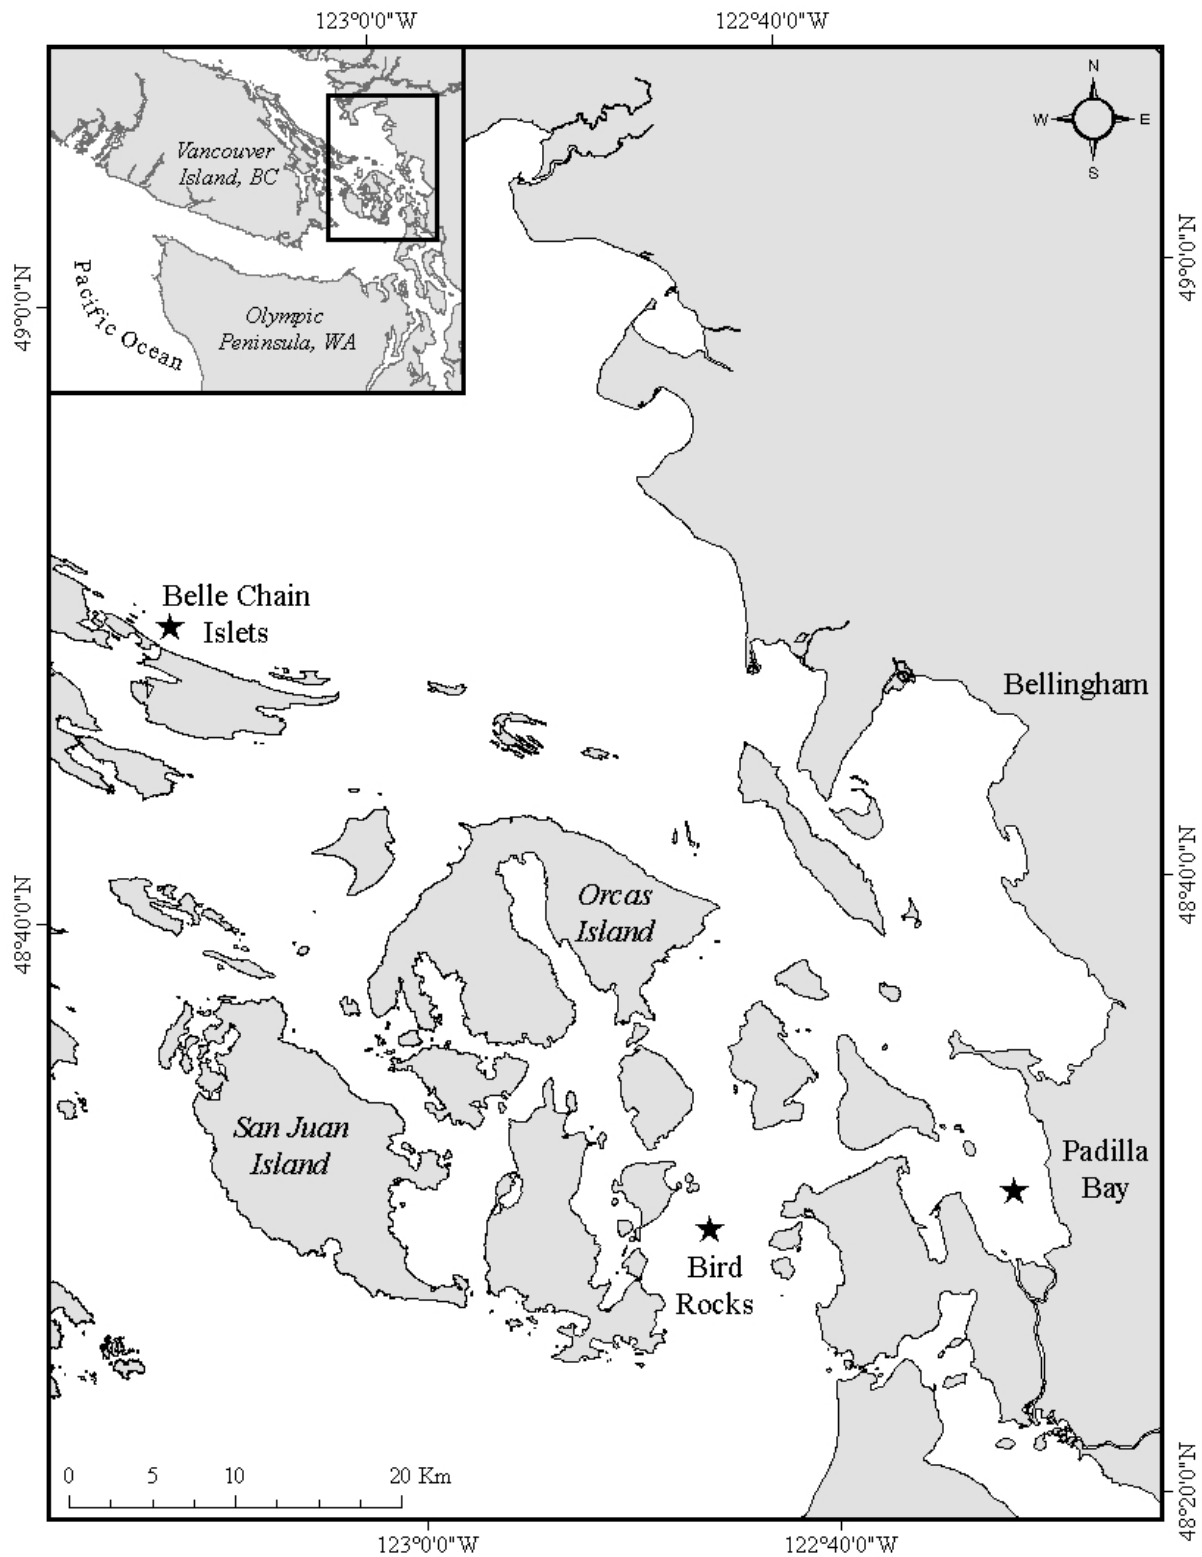 123°0'0"W
122°40'0"W
N
W
E
S
Vancouver
Island, BC
Pacific Ocean
Olympic
Peninsula, WA
49°0'0"N
49°0'0"N
Belle Chain
Islets
Bellingham
Orcas
Island
48°40'0"N
48°40'0"N
San Juan
Island
Padilla
Bay
Bird
Rocks
0 5 10 20 Km
48°20'0"N
123°0'0"W
122°40'0"W